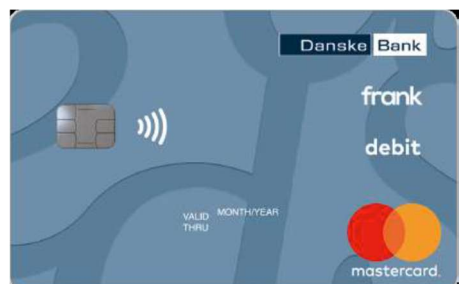 Danske Bank
frank
debit
VALID THRU MONTH/YEAR
mastercard.